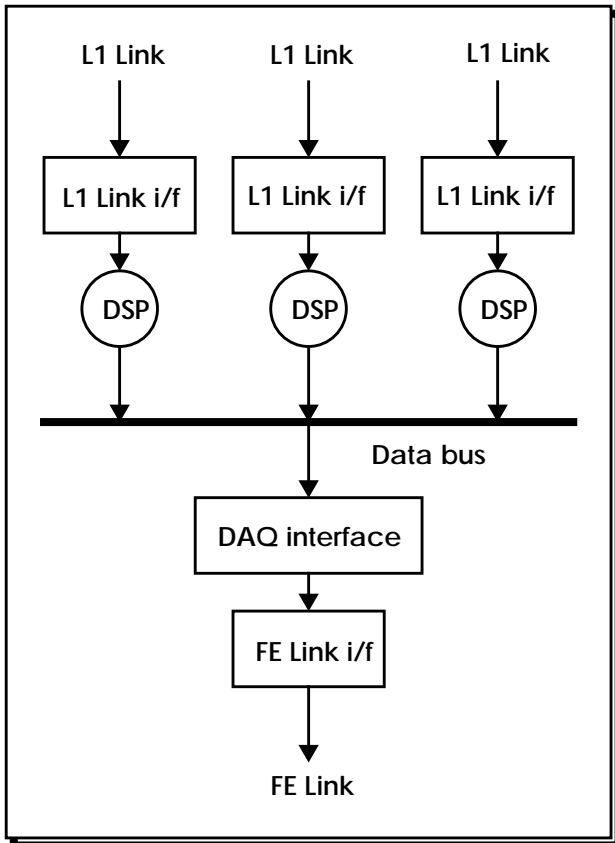 L1 Link
L1 Link
L1 Link
L1 Link i/f
L1 Link i/f
L1 Link i/f
DSP
DSP
DSP
Data bus
DAQ interface
FE Link i/f
FE Link